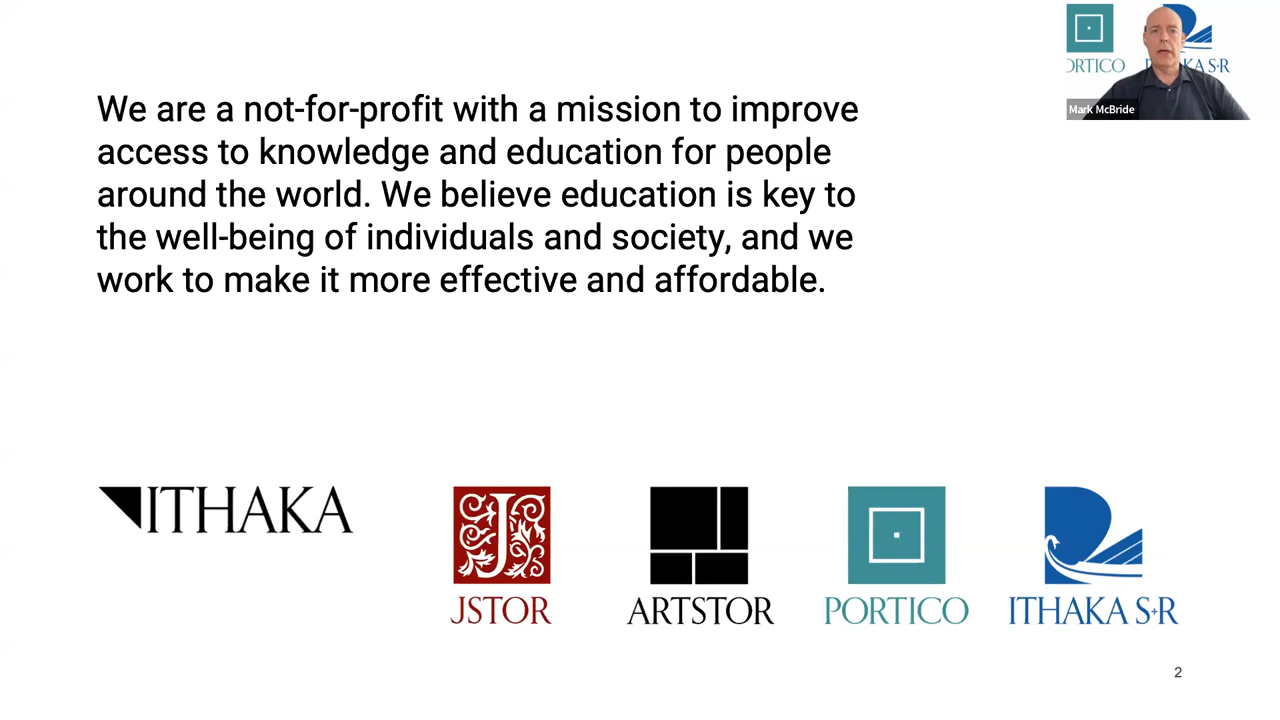 We are a not-for-profit with a mission to improve
access to knowledge and education for people
around the world. We believe education is key to
the well-being of individuals and society, and we
work to make it more effective and affordable.
ORTICO
KA S+R
Mark McBride
ITHAKA
J
JSTOR
ARTSTOR
PORTICO
ITHAKA S+R
2